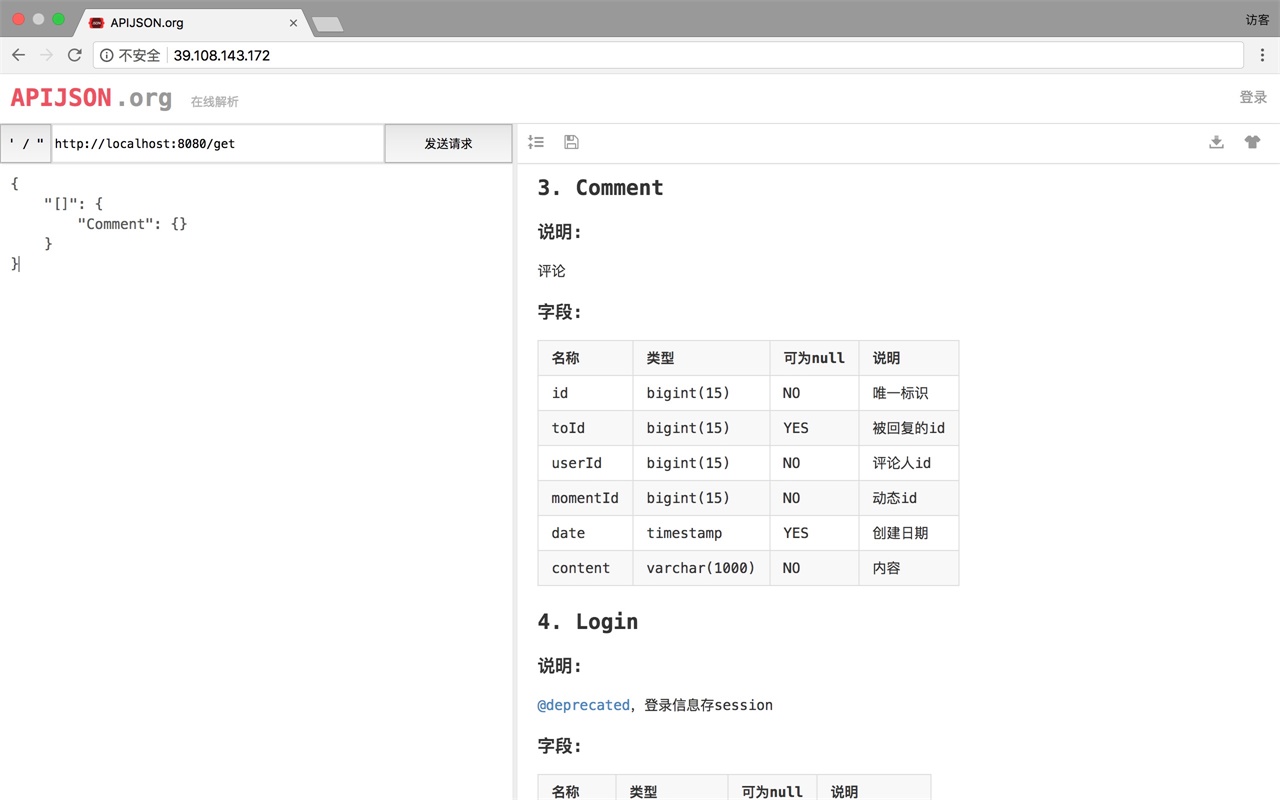 APIJSON.org
访客
不安全 39.108.143.172
APIJSON.org 在线解析
登录
' / " http://localhost:8080/get 发送请求
{
"[]": {
"Comment": {}
}
}
3. Comment
说明:
评论
字段:
名称 类型 可为null 说明
id bigint(15) NO 唯一标识
toId bigint(15) YES 被回复的id
userId bigint(15) NO 评论人id
momentId bigint(15) NO 动态id
date timestamp YES 创建日期
content varchar(1000) NO 内容
4. Login
说明:
@deprecated，登录信息存session
字段:
名称 类型 可为null 说明